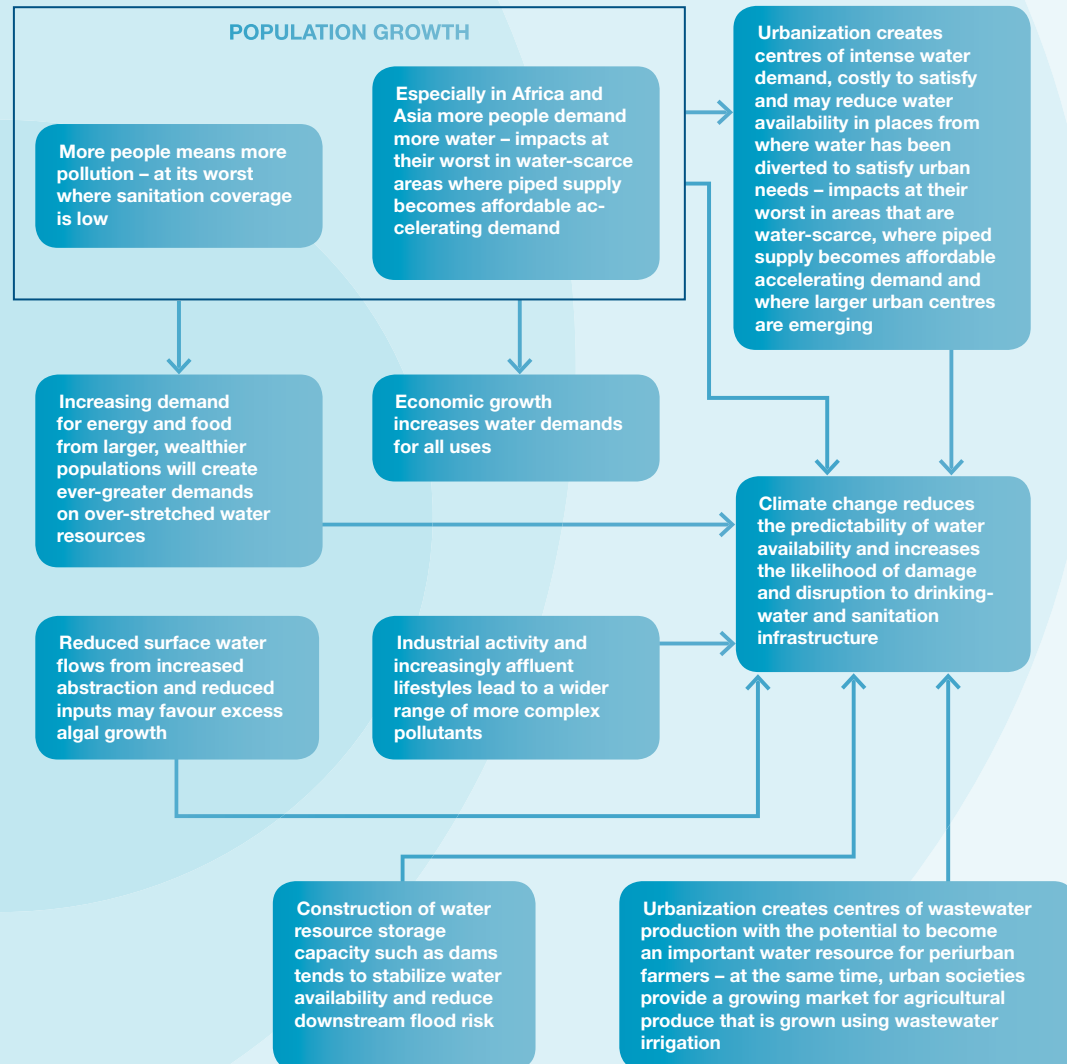 POPULATION GROWTH
More people means more
pollution – at its worst
where sanitation coverage
is low
Especially in Africa and
Asia more people demand
more water – impacts at
their worst in water-scarce
areas where piped supply
becomes affordable ac-
celerating demand
Urbanization creates
centres of intense water
demand, costly to satisfy
and may reduce water
availability in places from
where water has been
diverted to satisfy urban
needs – impacts at their
worst in areas that are
water-scarce, where piped
supply becomes affordable
accelerating demand and
where larger urban centres
are emerging
Increasing demand
for energy and food
from larger, wealthier
populations will create
ever-greater demands
on over-stretched water
resources
Economic growth
increases water demands
for all uses
Climate change reduces
the predictability of water
availability and increases
the likelihood of damage
and disruption to drinking-
water and sanitation
infrastructure
Reduced surface water
flows from increased
abstraction and reduced
inputs may favour excess
algal growth
Industrial activity and
increasingly affluent
lifestyles lead to a wider
range of more complex
pollutants
Construction of water
resource storage
capacity such as dams
tends to stabilize water
availability and reduce
downstream flood risk
Urbanization creates centres of wastewater
production with the potential to become
an important water resource for periurban
farmers – at the same time, urban societies
provide a growing market for agricultural
produce that is grown using wastewater
irrigation